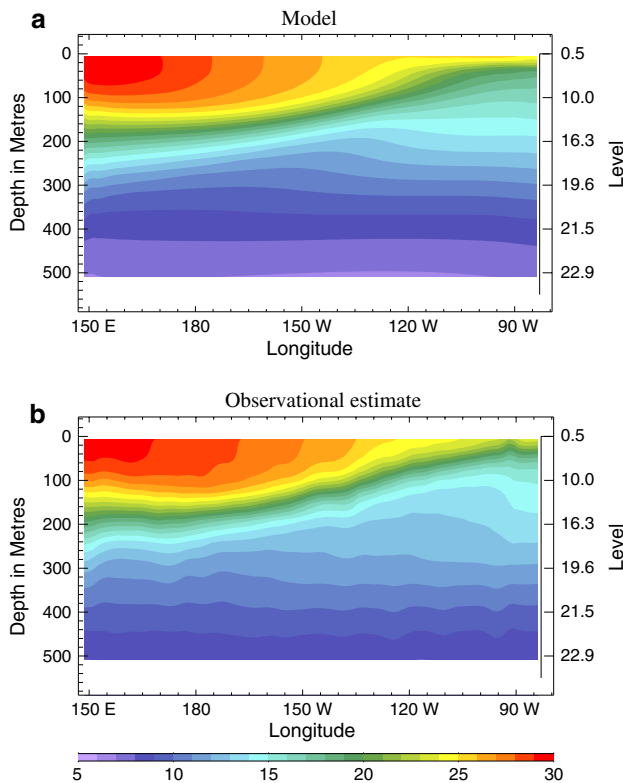 a
Model
0
100
200
300
400
500
Depth in Metres
0.5
10.0
16.3
19.6
21.5
22.9
Level
150 E 180 150 W 120 W 90 W
Longitude
b
Observational estimate
0
100
200
300
400
500
Depth in Metres
0.5
10.0
16.3
19.6
21.5
22.9
Level
150 E 180 150 W 120 W 90 W
Longitude
5 10 15 20 25 30